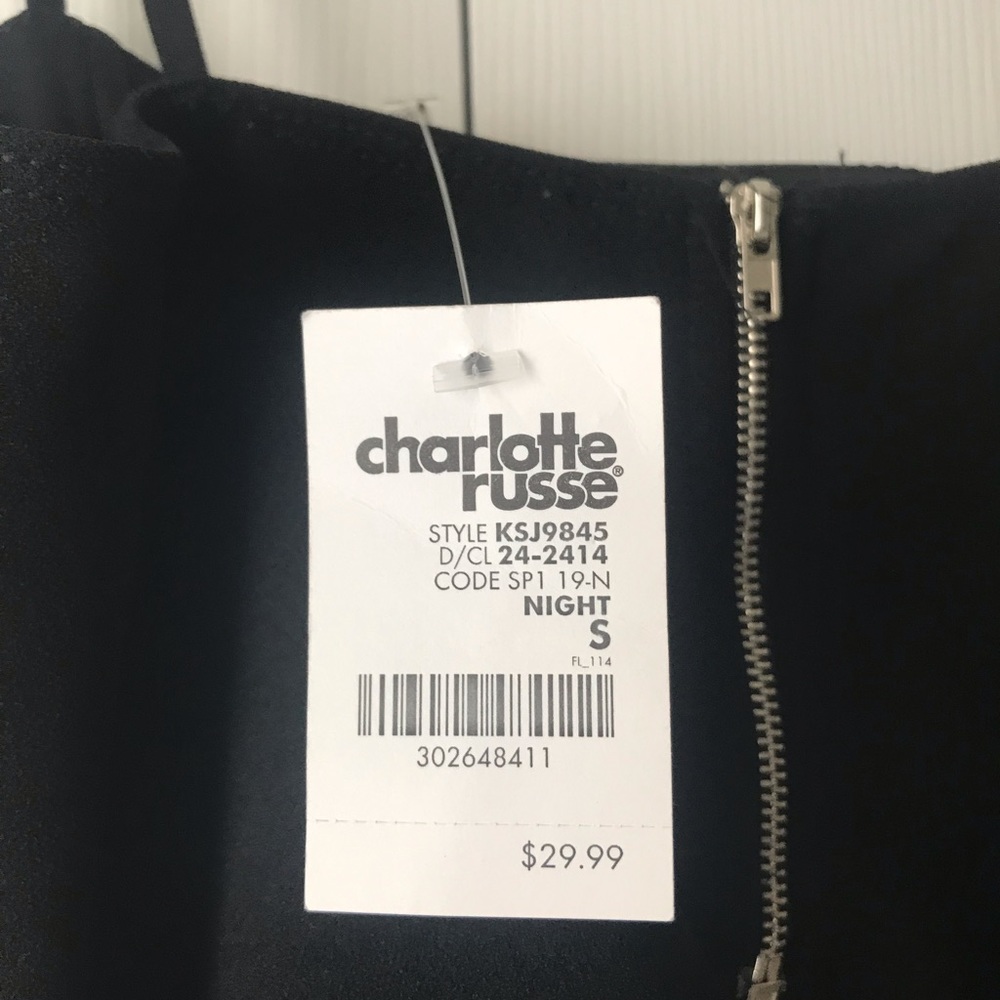 charlotte
russe®
STYLE KSJ9845
D/CL 24-2414
CODE SP1 19-N
NIGHT
S
FL_114
302648411
$29.99